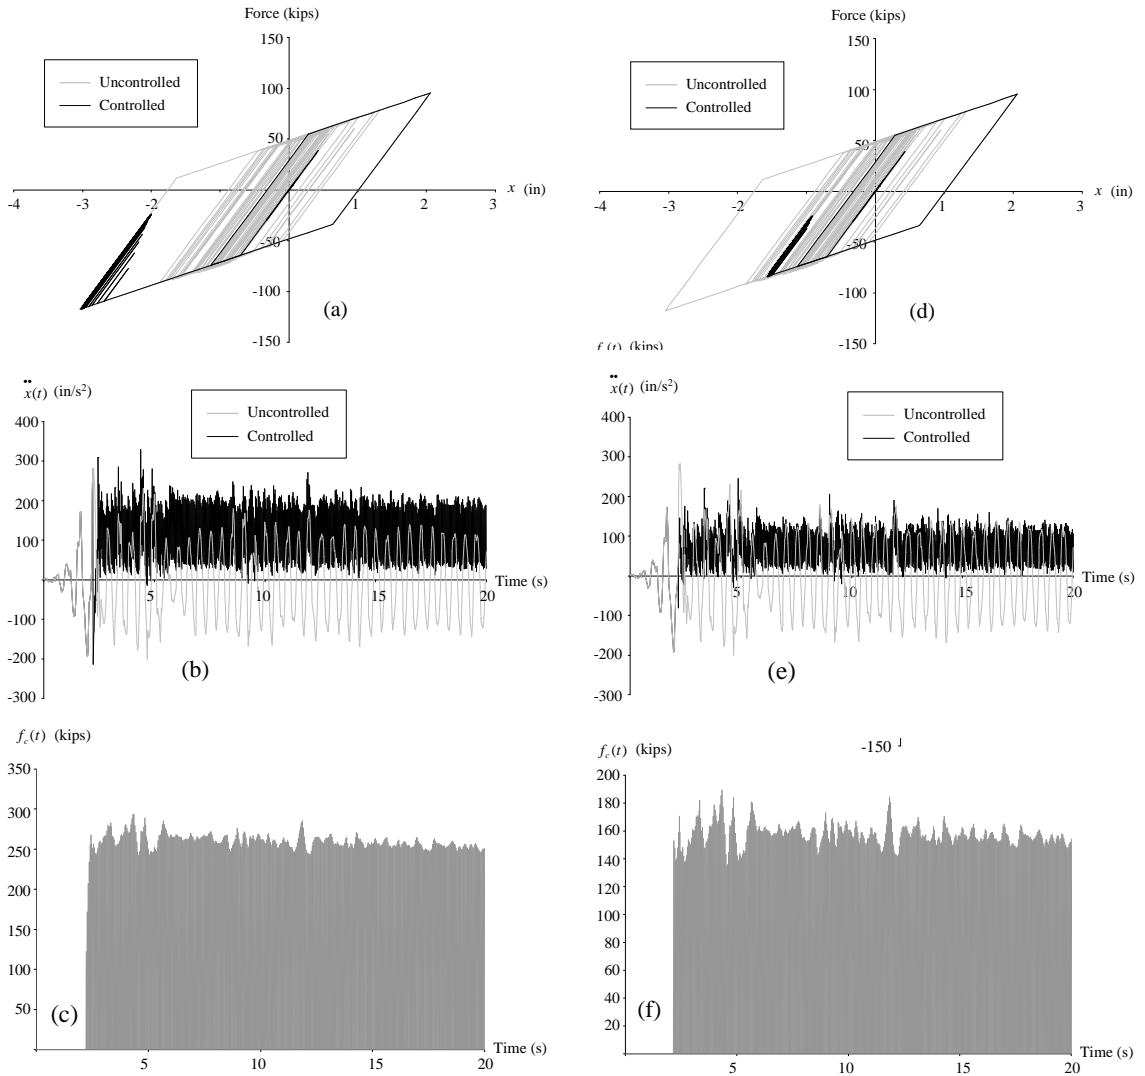 Force (kips)
150
Uncontrolled
Controlled
100
50
x (in)
-4
-3
-2
-1
1
2
3
-50
-100
-150
(a)
Force (kips)
150
Uncontrolled
Controlled
100
50
x (in)
-4
-3
-2
-1
1
2
3
-50
-100
-150
(d)
f (t) (kips)
ẍ(t) (in/s²)
Uncontrolled
Controlled
400
300
200
100
-100
-200
-300
Time (s)
5
10
15
20
(b)
ẍ(t) (in/s²)
Uncontrolled
Controlled
400
300
200
100
-100
-200
-300
Time (s)
5
10
15
20
(e)
f_c(t) (kips)
350
300
250
200
150
100
50
(c)
Time (s)
5
10
15
20
f_c(t) (kips)
-150
200
180
160
140
120
100
80
60
40
20
(f)
Time (s)
5
10
15
20